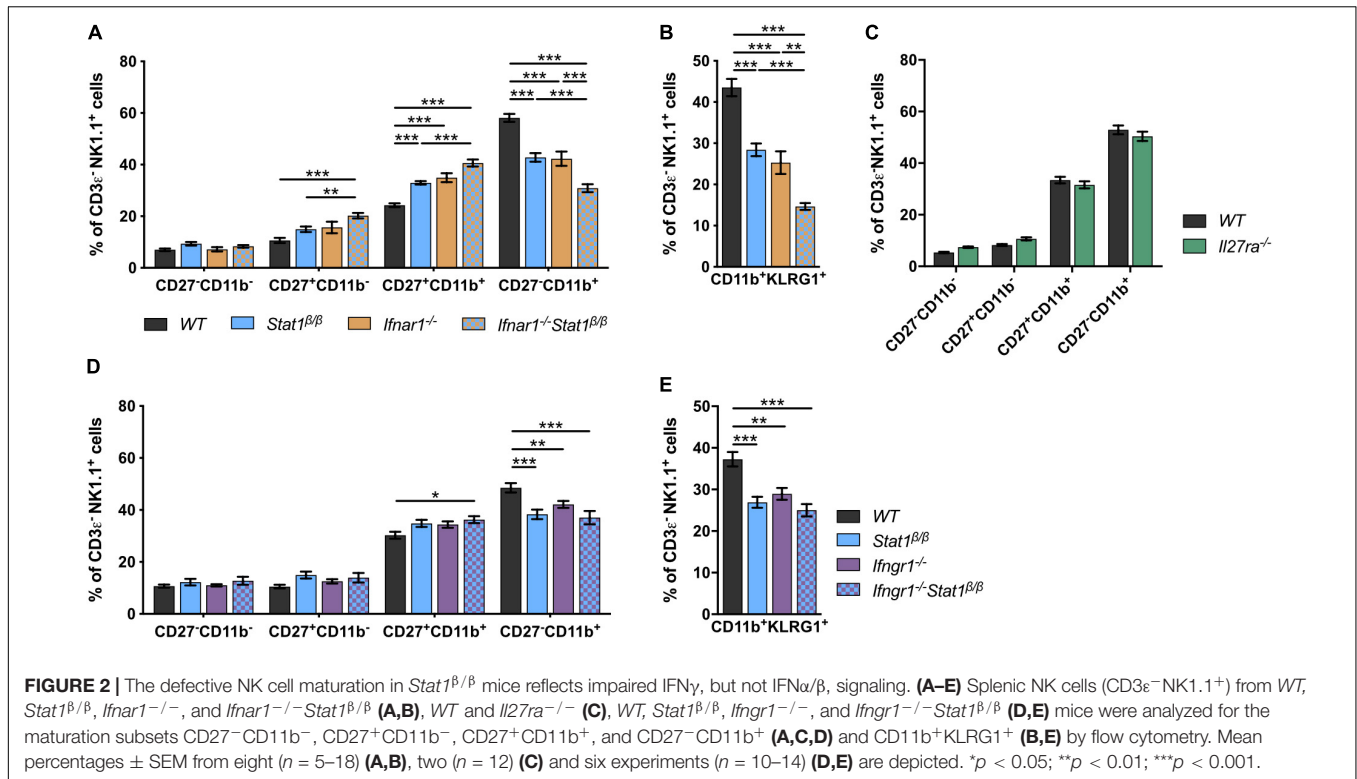 A
% of CD3ε- NK1.1+ cells
80
60
40
20
0
*** ** *** *** *** *** *** *** *** *** *** ***
CD27-CD11b- CD27+CD11b- CD27+CD11b+ CD27-CD11b+
WT Stat1β/β Ifnar1-/- Ifnar1-/-Stat1β/β
B
% of CD3ε- NK1.1+ cells
50
40
30
20
10
0
***
*** **
*** ***
CD11b+KLRG1+
C
% of CD3ε-NK1.1+ cells
80
60
40
20
0
CD27-CD11b- CD27+CD11b- CD27+CD11b+ CD27-CD11b+
WT
Il27ra-/-
D
% of CD3ε- NK1.1+ cells
80
60
40
20
0
*
***
**
***
CD27-CD11b- CD27+CD11b- CD27+CD11b+ CD27-CD11b+
E
% of CD3ε- NK1.1+ cells
50
40
30
20
10
0
***
**
***
CD11b+KLRG1+
WT
Stat1β/β
Ifngr1-/-
Ifngr1-/-Stat1β/β
FIGURE 2 | The defective NK cell maturation in Stat1β/β mice reflects impaired IFNγ, but not IFNα/β, signaling. (A–E) Splenic NK cells (CD3ε−NK1.1+) from WT,
Stat1β/β, Ifnar1−/−, and Ifnar1−/−Stat1β/β (A,B), WT and Il27ra−/− (C), WT, Stat1β/β, Ifngr1−/−, and Ifngr1−/−Stat1β/β (D,E) mice were analyzed for the
maturation subsets CD27−CD11b−, CD27+CD11b−, CD27+CD11b+, and CD27−CD11b+ (A,C,D) and CD11b+KLRG1+ (B,E) by flow cytometry. Mean
percentages ± SEM from eight (n = 5–18) (A,B), two (n = 12) (C) and six experiments (n = 10–14) (D,E) are depicted. *p < 0.05; **p < 0.01; ***p < 0.001.